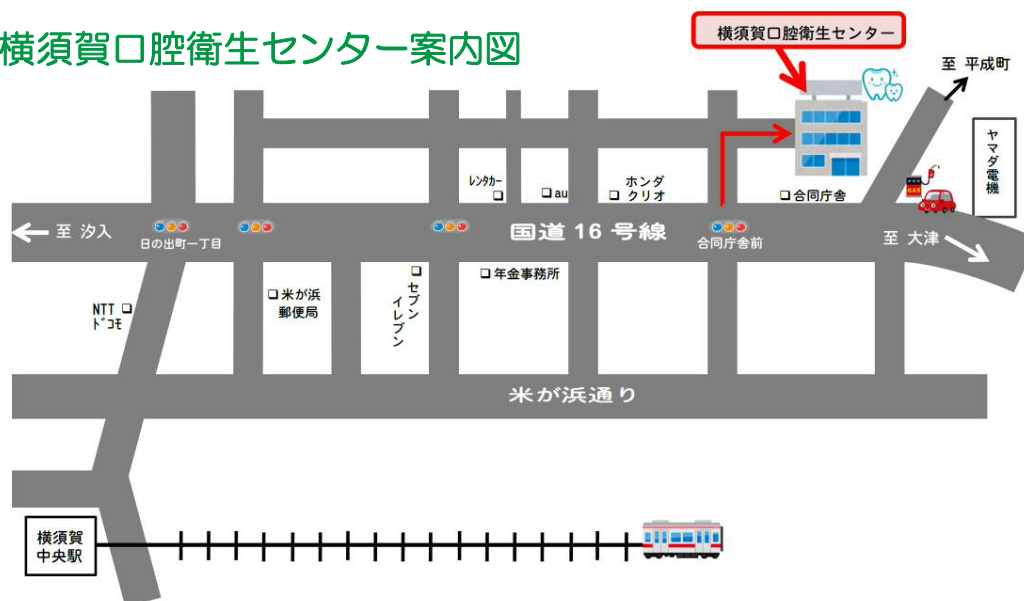 横須賀口腔衛生センター案内図
横須賀口腔衛生センター
至 平成町
ヤマダ電機
GAS
レンタカー
au
ホンダ
クリオ
合同庁舎
至 汐入
日の出町一丁目
国道 16 号線
合同庁舎前
至 大津
NTT
ドコモ
米が浜
郵便局
セブン
イレブン
年金事務所
米が浜通り
横須賀
中央駅